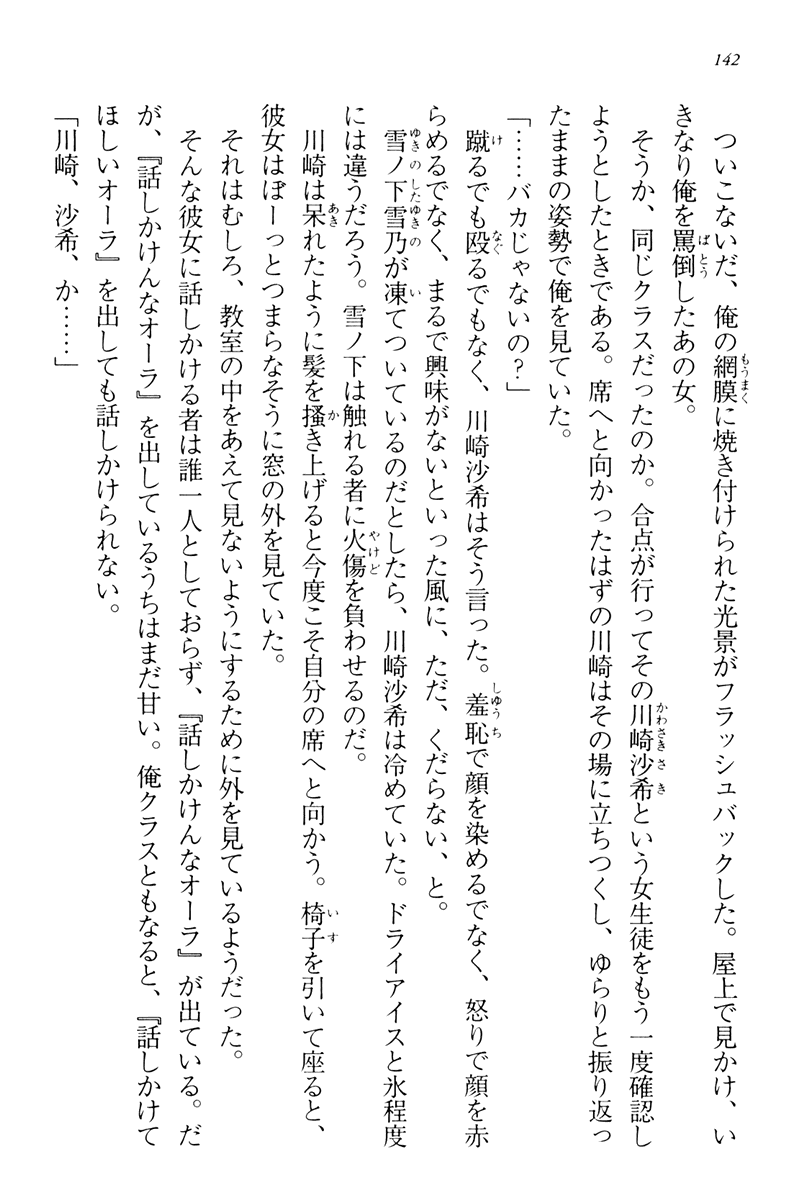 142
ついこないだ、俺の網膜に焼き付けられた光景がフラッシュバックした。屋上で見かけ、い
きなり俺を罵倒したあの女。
そうか、同じクラスだったのか。合点が行ってその川崎沙希という女生徒をもう一度確認し
ようとしたときである。席へと向かったはずの川崎はその場に立ちつくし、ゆらりと振り返っ
たままの姿勢で俺を見ていた。
「……バカじゃないの？」
蹴るでも殴るでもなく、川崎沙希はそう言った。羞恥で顔を染めるでなく、怒りで顔を赤
らめるでなく、まるで興味がないといった風に、ただ、くだらない、と。
雪ノ下雪乃が凍てついているのだとしたら、川崎沙希は冷めていた。ドライアイスと氷程度
には違うだろう。雪ノ下は触れる者に火傷を負わせるのだ。
川崎は呆れたように髪を掻き上げると今度こそ自分の席へと向かう。椅子を引いて座ると、
彼女はぼーっとつまらなそうに窓の外を見ていた。
それはむしろ、教室の中をあえて見ないようにするために外を見ているようだった。
そんな彼女に話しかける者は誰一人としておらず、『話しかけんなオーラ』が出ている。だ
が、『話しかけんなオーラ』を出しているうちはまだ甘い。俺クラスともなると、『話しかけて
ほしいオーラ』を出しても話しかけられない。
「川崎、沙希、か……」